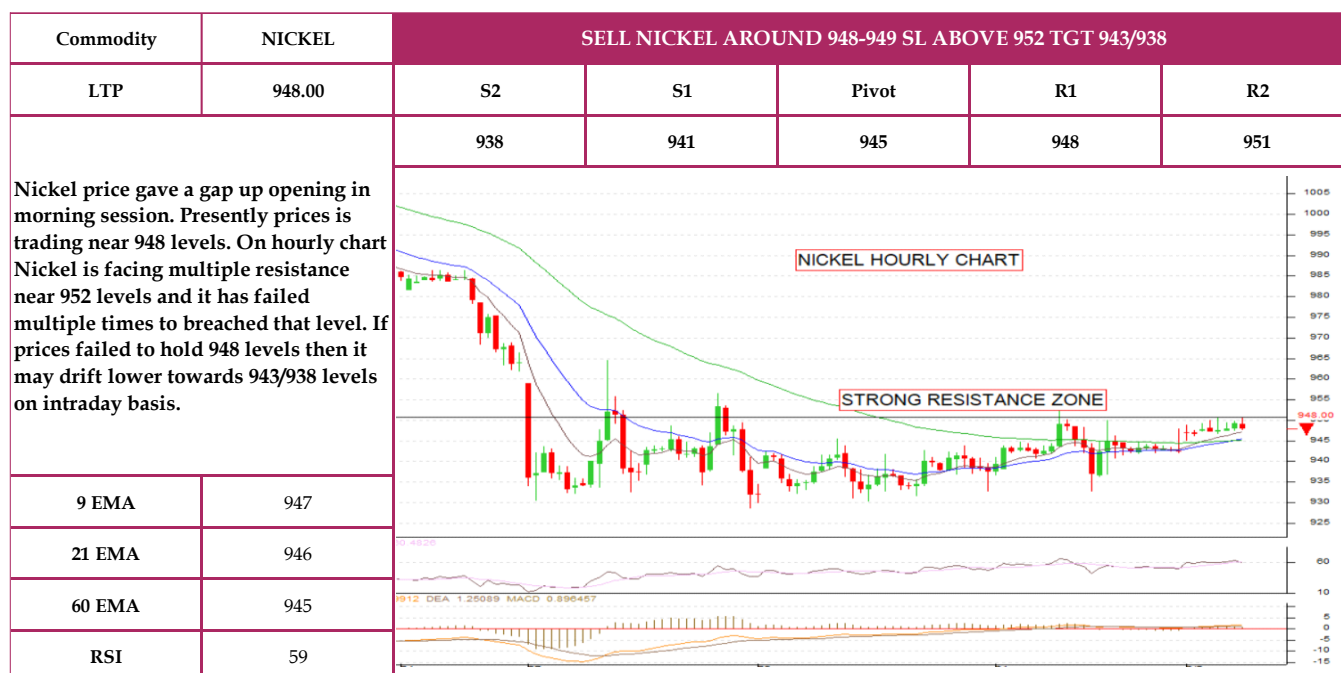 Commodity NICKEL SELL NICKEL AROUND 948-949 SL ABOVE 952 TGT 943/938
LTP 948.00 S2 S1 Pivot R1 R2
938 941 945 948 951
Nickel price gave a gap up opening in
morning session. Presently prices is
trading near 948 levels. On hourly chart
Nickel is facing multiple resistance
near 952 levels and it has failed
multiple times to breached that level. If
prices failed to hold 948 levels then it
may drift lower towards 943/938 levels
on intraday basis.
9 EMA 947
21 EMA 946
60 EMA 945
RSI 59
NICKEL HOURLY CHART
STRONG RESISTANCE ZONE
1005
1000
995
990
985
980
975
970
965
960
955
948.00
945
940
935
930
925
60
10
DEA 1.25089 MACD 0.896457
5
0
-5
-10
-15